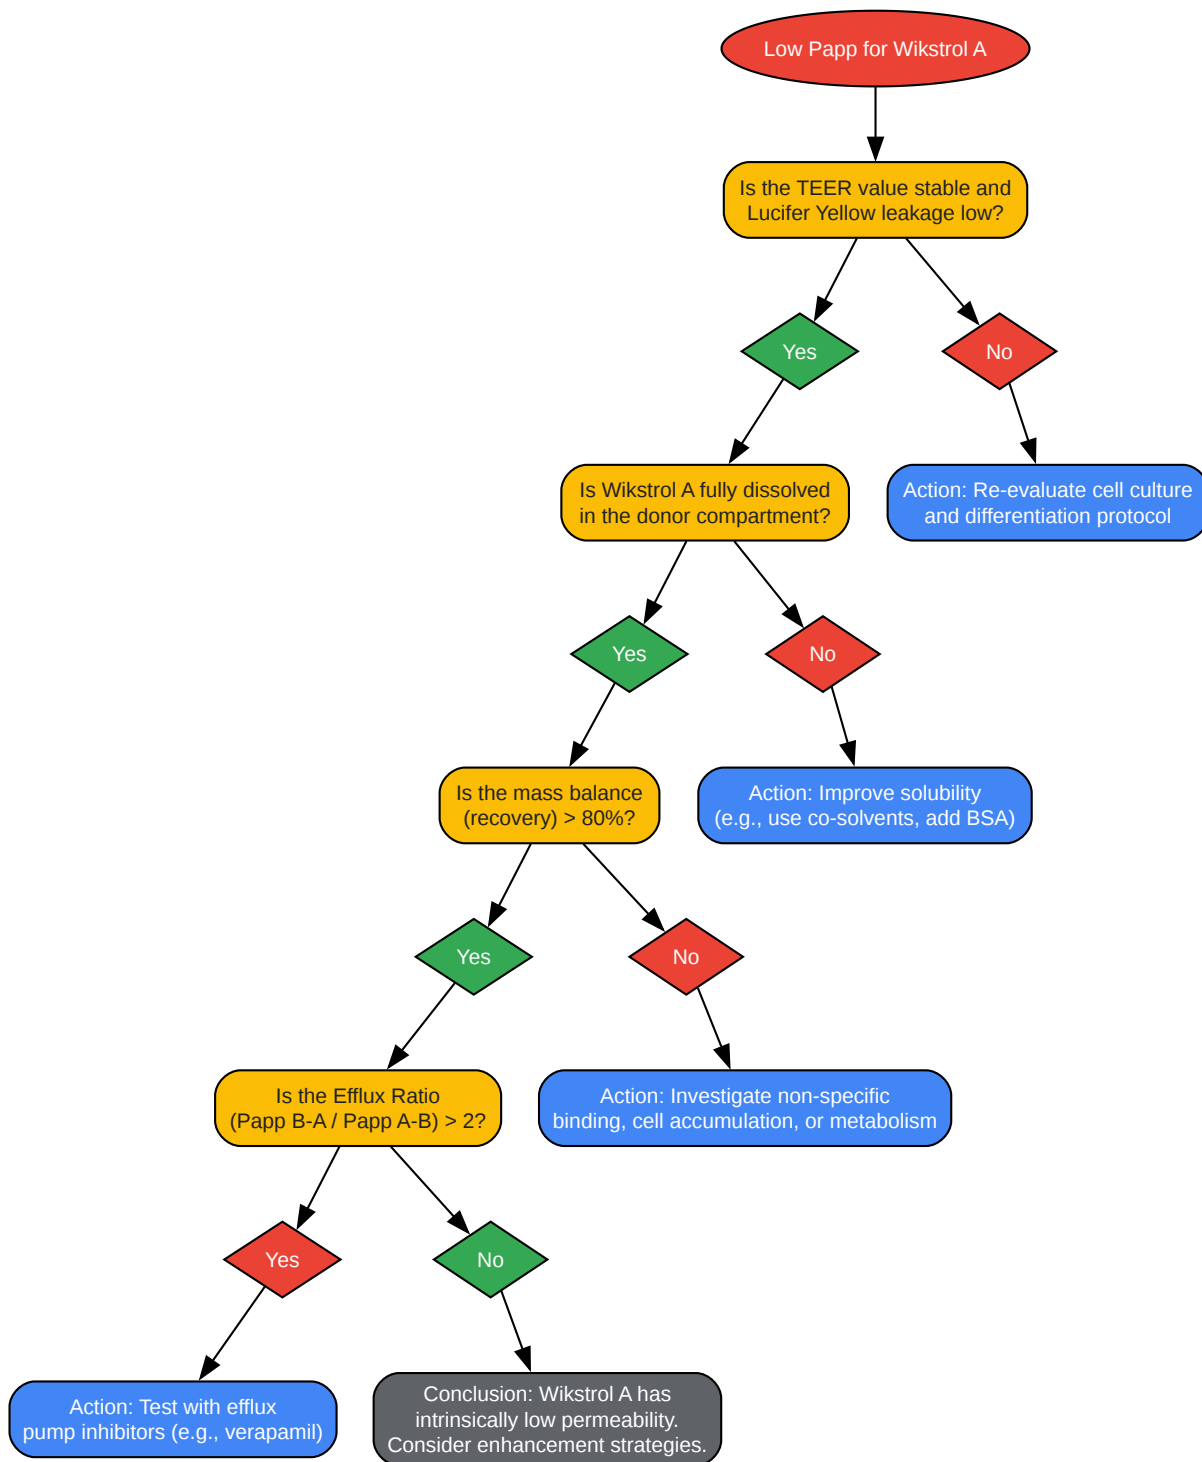 Low Papp for Wikstrol A
Is the TEER value stable and
Lucifer Yellow leakage low?
Yes
No
Is Wikstrol A fully dissolved
in the donor compartment?
Action: Re-evaluate cell culture
and differentiation protocol
Yes
No
Is the mass balance
(recovery) > 80%?
Action: Improve solubility
(e.g., use co-solvents, add BSA)
Yes
No
Is the Efflux Ratio
(Papp B-A / Papp A-B) > 2?
Action: Investigate non-specific
binding, cell accumulation, or metabolism
Yes
No
Action: Test with efflux
pump inhibitors (e.g., verapamil)
Conclusion: Wikstrol A has
intrinsically low permeability.
Consider enhancement strategies.